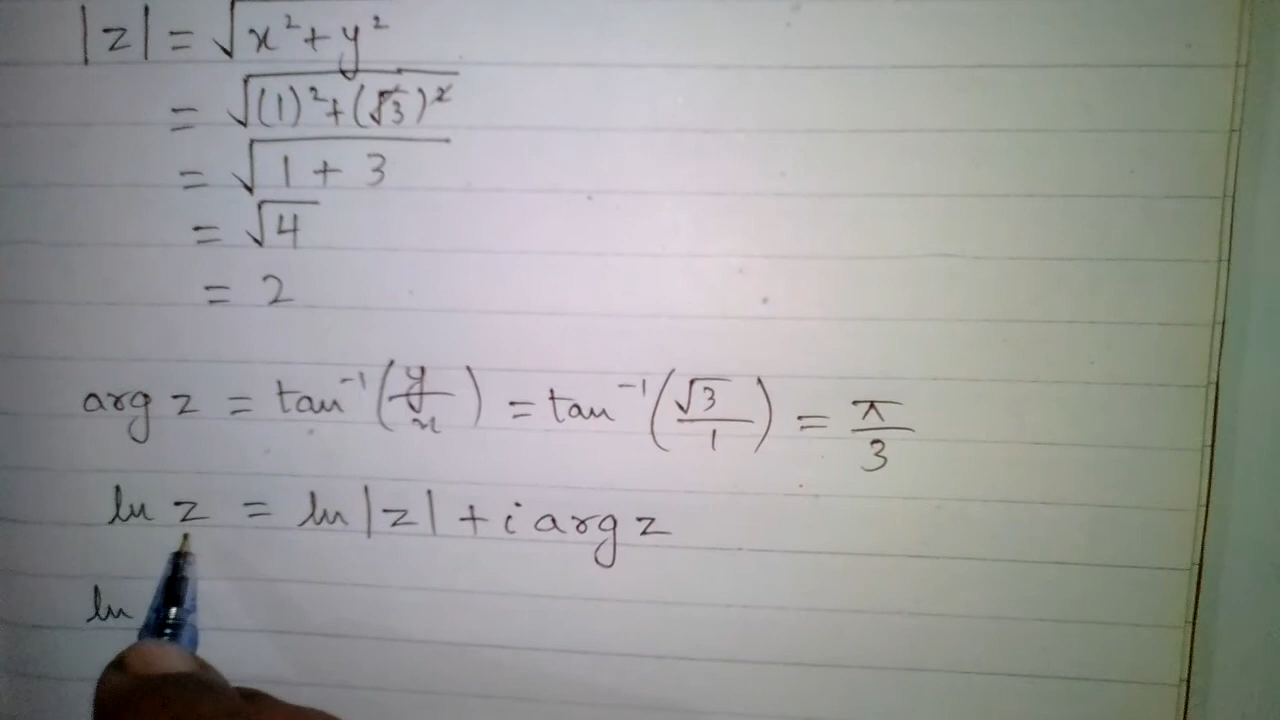 |z| = √x² + y²
= √(1)² + (√3)²
= √1 + 3
= √4
= 2
arg z = tan⁻¹(y/x) = tan⁻¹(√3/1) = π/3
ln z = ln|z| + i arg z
ln